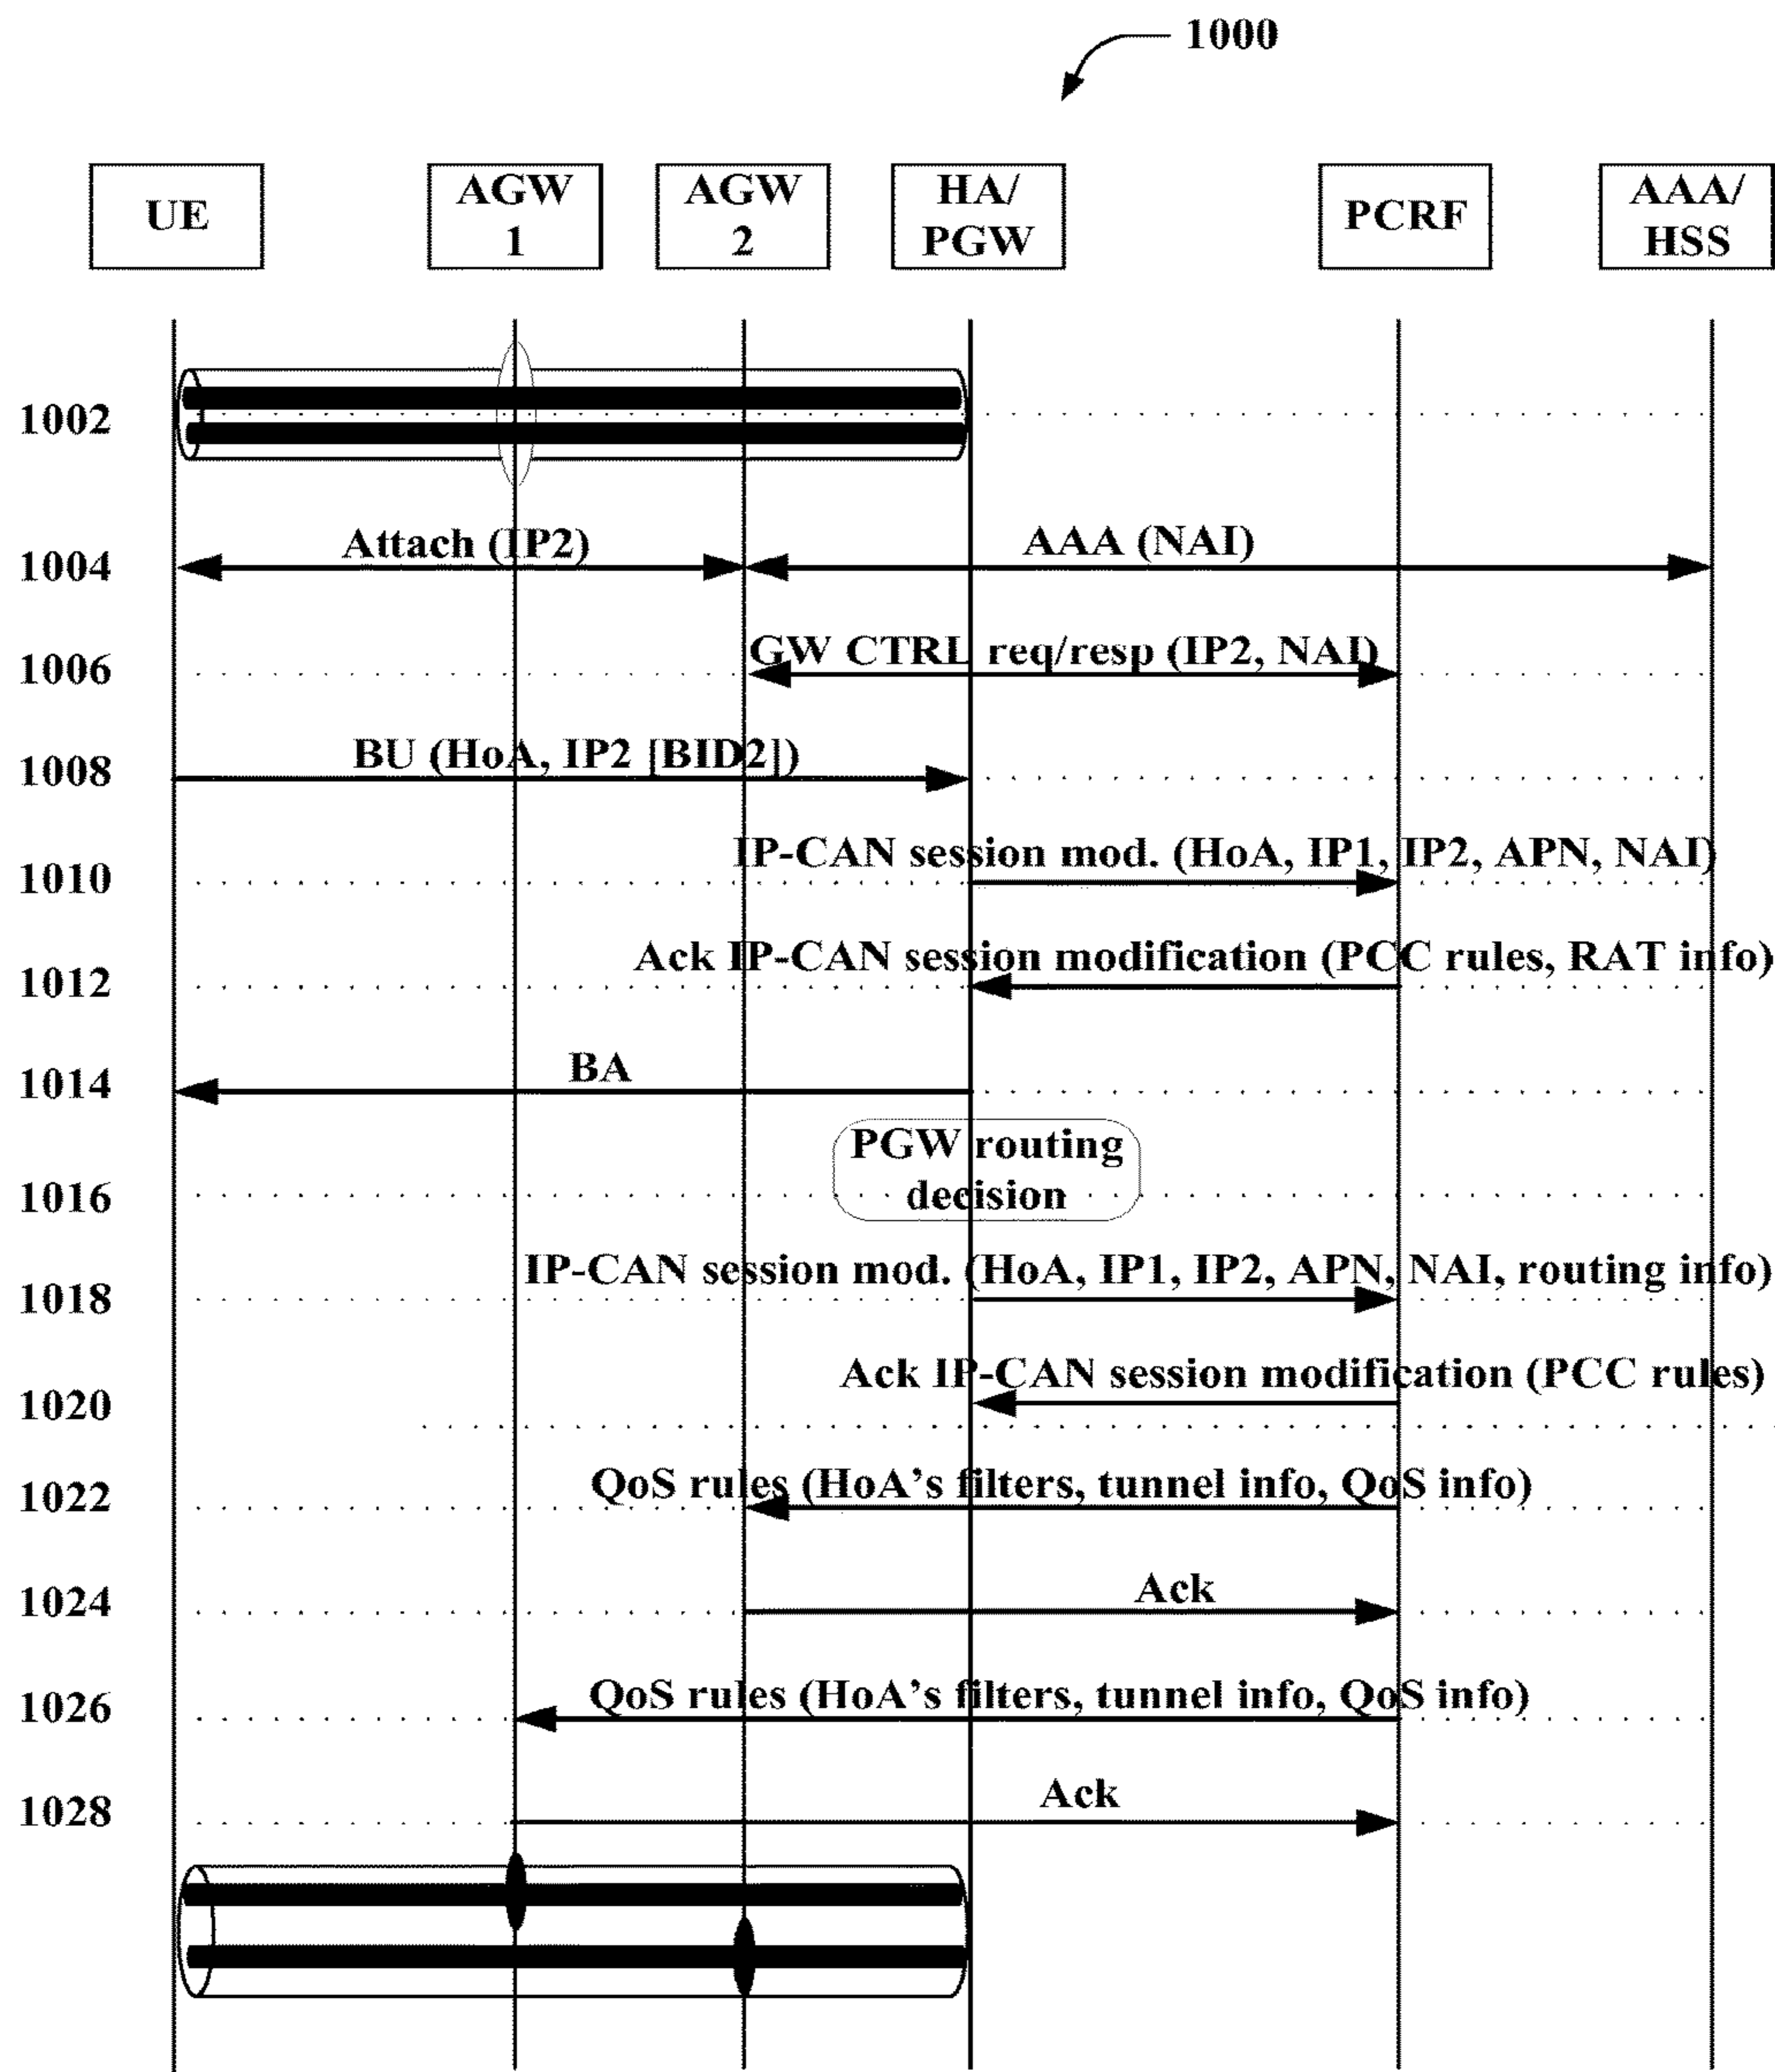 1000
UE
AGW
1
AGW
2
HA/
PGW
PCRF
AAA/
HSS
1002
1004
Attach (IP2)
AAA (NAI)
1006
GW CTRL req/resp (IP2, NAI)
1008
BU (HoA, IP2 [BID2])
1010
IP-CAN session mod. (HoA, IP1, IP2, APN, NAI)
1012
Ack IP-CAN session modification (PCC rules, RAT info)
1014
BA
1016
PGW routing
decision
1018
IP-CAN session mod. (HoA, IP1, IP2, APN, NAI, routing info)
1020
Ack IP-CAN session modification (PCC rules)
1022
QoS rules (HoA's filters, tunnel info, QoS info)
1024
Ack
1026
QoS rules (HoA's filters, tunnel info, QoS info)
1028
Ack